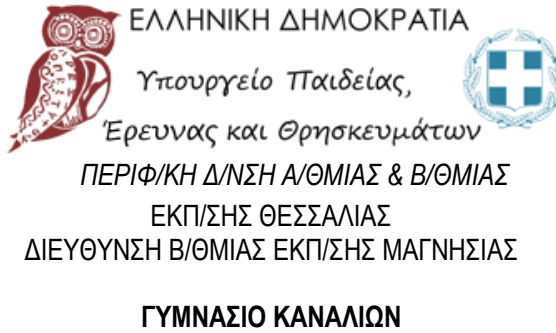 ΕΛΛΗΝΙΚΗ ΔΗΜΟΚΡΑΤΙΑ
Υπουργείο Παιδείας,
Έρευνας και Θρησκευμάτων
ΠΕΡΙΦ/ΚΗ Δ/ΝΣΗ Α/ΘΜΙΑΣ & Β/ΘΜΙΑΣ
ΕΚΠ/ΣΗΣ ΘΕΣΣΑΛΙΑΣ
ΔΙΕΥΘΥΝΣΗ Β/ΘΜΙΑΣ ΕΚΠ/ΣΗΣ ΜΑΓΝΗΣΙΑΣ
ΓΥΜΝΑΣΙΟ ΚΑΝΑΛΙΩΝ